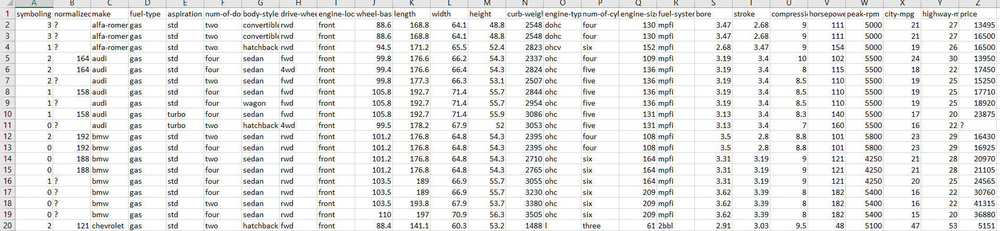 A B C D E F G H I J K L M N O P Q R S T U V W X Y Z
1 symboling normalized make fuel-type aspiration num-of-do body-style drive-whee engine-loc wheel-bas length width height curb-weigh engine-typ num-of-cyl engine-siz fuel-system bore stroke compressi horsepowe peak-rpm city-mpg highway-m price
2 3 ? alfa-romer gas std two convertible rwd front 88.6 168.8 64.1 48.8 2548 dohc four 130 mpfi 3.47 2.68 9 111 5000 21 27 13495
3 3 ? alfa-romer gas std two convertible rwd front 88.6 168.8 64.1 48.8 2548 dohc four 130 mpfi 3.47 2.68 9 111 5000 21 27 16500
4 1 ? alfa-romer gas std two hatchback rwd front 94.5 171.2 65.5 52.4 2823 ohcv six 152 mpfi 2.68 3.47 9 154 5000 19 26 16500
5 2 164 audi gas std four sedan fwd front 99.8 176.6 66.2 54.3 2337 ohc four 109 mpfi 3.19 3.4 10 102 5500 24 30 13950
6 2 164 audi gas std four sedan 4wd front 99.4 176.6 66.4 54.3 2824 ohc five 136 mpfi 3.19 3.4 8 115 5500 18 22 17450
7 2 ? audi gas std two sedan fwd front 99.8 177.3 66.3 53.1 2507 ohc five 136 mpfi 3.19 3.4 8.5 110 5500 19 25 15250
8 1 158 audi gas std four sedan fwd front 105.8 192.7 71.4 55.7 2844 ohc five 136 mpfi 3.19 3.4 8.5 110 5500 19 25 17710
9 1 ? audi gas std four wagon fwd front 105.8 192.7 71.4 55.7 2954 ohc five 136 mpfi 3.19 3.4 8.5 110 5500 19 25 18920
10 1 158 audi gas turbo four sedan fwd front 105.8 192.7 71.4 55.9 3086 ohc five 131 mpfi 3.13 3.4 8.3 140 5500 17 20 23875
11 0 ? audi gas turbo two hatchback 4wd front 99.5 178.2 67.9 52 3053 ohc five 131 mpfi 3.13 3.4 7 160 5500 16 22 ?
12 2 192 bmw gas std two sedan rwd front 101.2 176.8 64.8 54.3 2395 ohc four 108 mpfi 3.5 2.8 8.8 101 5800 23 29 16430
13 0 192 bmw gas std four sedan rwd front 101.2 176.8 64.8 54.3 2395 ohc four 108 mpfi 3.5 2.8 8.8 101 5800 23 29 16925
14 0 188 bmw gas std two sedan rwd front 101.2 176.8 64.8 54.3 2710 ohc six 164 mpfi 3.31 3.19 9 121 4250 21 28 20970
15 0 188 bmw gas std four sedan rwd front 101.2 176.8 64.8 54.3 2765 ohc six 164 mpfi 3.31 3.19 9 121 4250 21 28 21105
16 1 ? bmw gas std four sedan rwd front 103.5 189 66.9 55.7 3055 ohc six 164 mpfi 3.31 3.19 9 121 4250 20 25 24565
17 0 ? bmw gas std four sedan rwd front 103.5 189 66.9 55.7 3230 ohc six 209 mpfi 3.62 3.39 8 182 5400 16 22 30760
18 0 ? bmw gas std two sedan rwd front 103.5 193.8 67.9 53.7 3380 ohc six 209 mpfi 3.62 3.39 8 182 5400 16 22 41315
19 0 ? bmw gas std four sedan rwd front 110 197 70.9 56.3 3505 ohc six 209 mpfi 3.62 3.39 8 182 5400 15 20 36880
20 2 121 chevrolet gas std two hatchback fwd front 88.4 141.1 60.3 53.2 1488 l three 61 2bbl 2.91 3.03 9.5 48 5100 47 53 5151